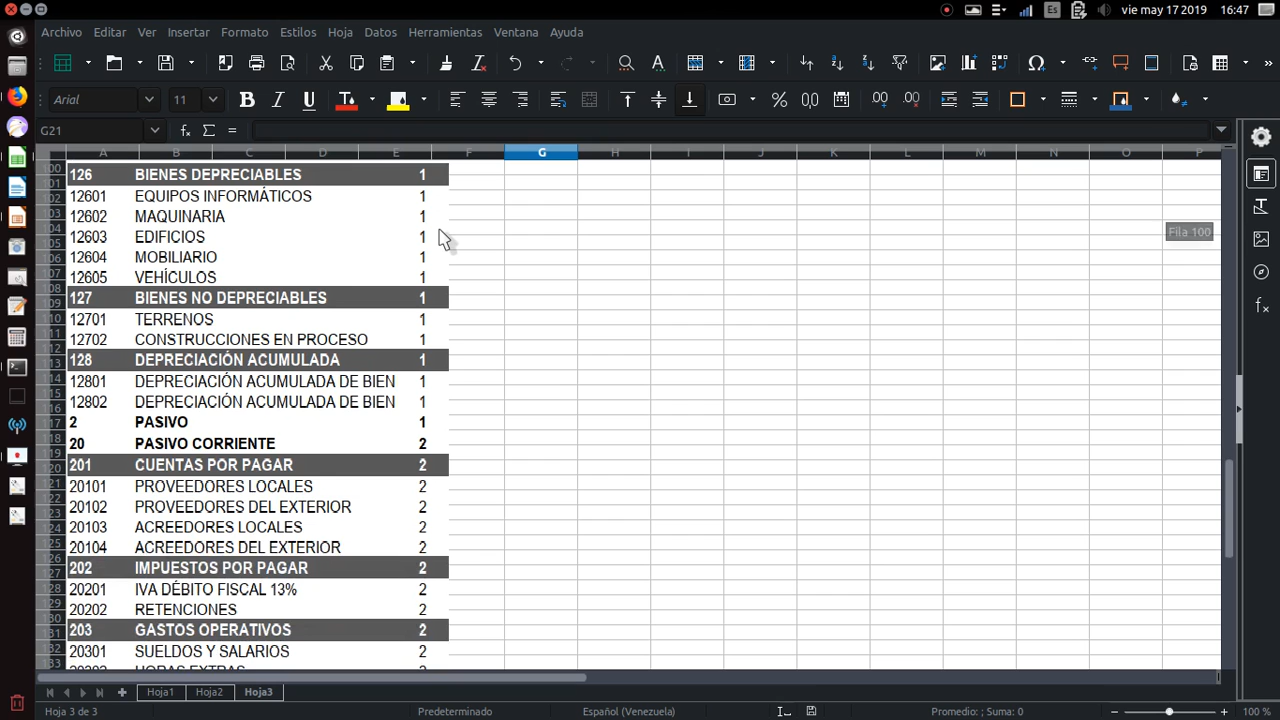 vie may 17 2019 16:47
Es
Archivo Editar Ver Insertar Formato Estilos Hoja Datos Herramientas Ventana Ayuda
Arial 11
G21
A B C D E F G H I J K L M N O P
Fila 100
126 BIENES DEPRECIABLES 1
12601 EQUIPOS INFORMÁTICOS 1
12602 MAQUINARIA 1
12603 EDIFICIOS 1
12604 MOBILIARIO 1
12605 VEHÍCULOS 1
127 BIENES NO DEPRECIABLES 1
12701 TERRENOS 1
12702 CONSTRUCCIONES EN PROCESO 1
128 DEPRECIACIÓN ACUMULADA 1
12801 DEPRECIACIÓN ACUMULADA DE BIEN 1
12802 DEPRECIACIÓN ACUMULADA DE BIEN 1
2 PASIVO 1
20 PASIVO CORRIENTE 2
201 CUENTAS POR PAGAR 2
20101 PROVEEDORES LOCALES 2
20102 PROVEEDORES DEL EXTERIOR 2
20103 ACREEDORES LOCALES 2
20104 ACREEDORES DEL EXTERIOR 2
202 IMPUESTOS POR PAGAR 2
20201 IVA DÉBITO FISCAL 13% 2
20202 RETENCIONES 2
203 GASTOS OPERATIVOS 2
20301 SUELDOS Y SALARIOS 2
20302 HORAS EXTRAS 2
Hoja1 Hoja2 Hoja3
Hoja 3 de 3 Predeterminado Español (Venezuela) Promedio: ; Suma: 0 100 %